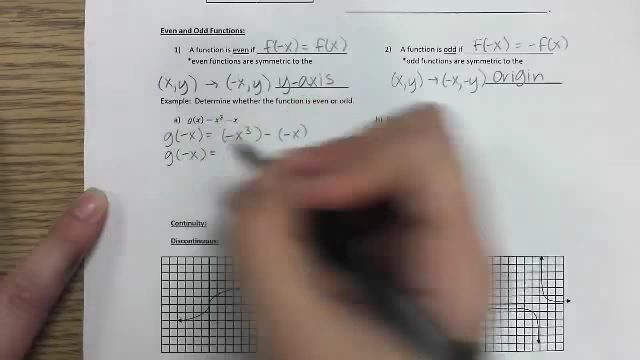 Even and Odd Functions:
1) A function is even if f(-x) = f(x)
*even functions are symmetric to the
(x,y) → (-x,y) y-axis
2) A function is odd if f(-x) = -f(x)
*odd functions are symmetric to the
(x,y) → (-x,-y) origin
Example: Determine whether the function is even or odd.
a) g(x) = x³ - x
g(-x) = (-x³) - (-x)
g(-x) =
b)
Continuity:
Discontinuous: